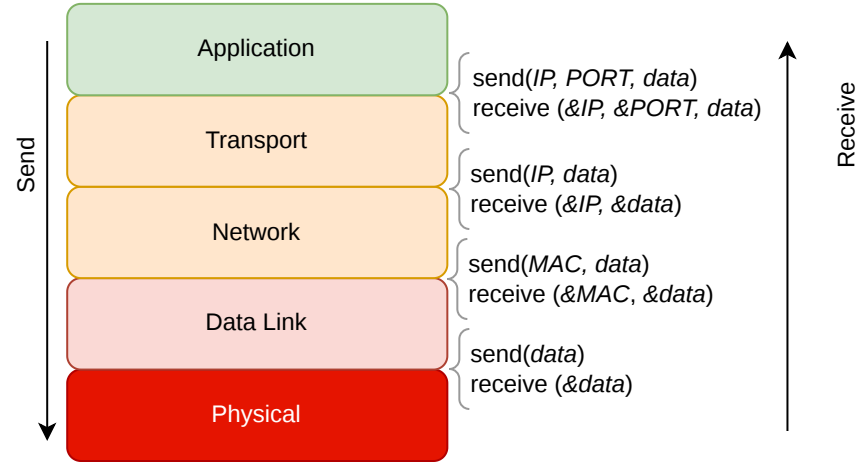 Application
send(IP, PORT, data)
receive (&IP, &PORT, data)
Transport
send(IP, data)
receive (&IP, &data)
Network
send(MAC, data)
receive (&MAC, &data)
Data Link
send(data)
receive (&data)
Physical
Send
Receive